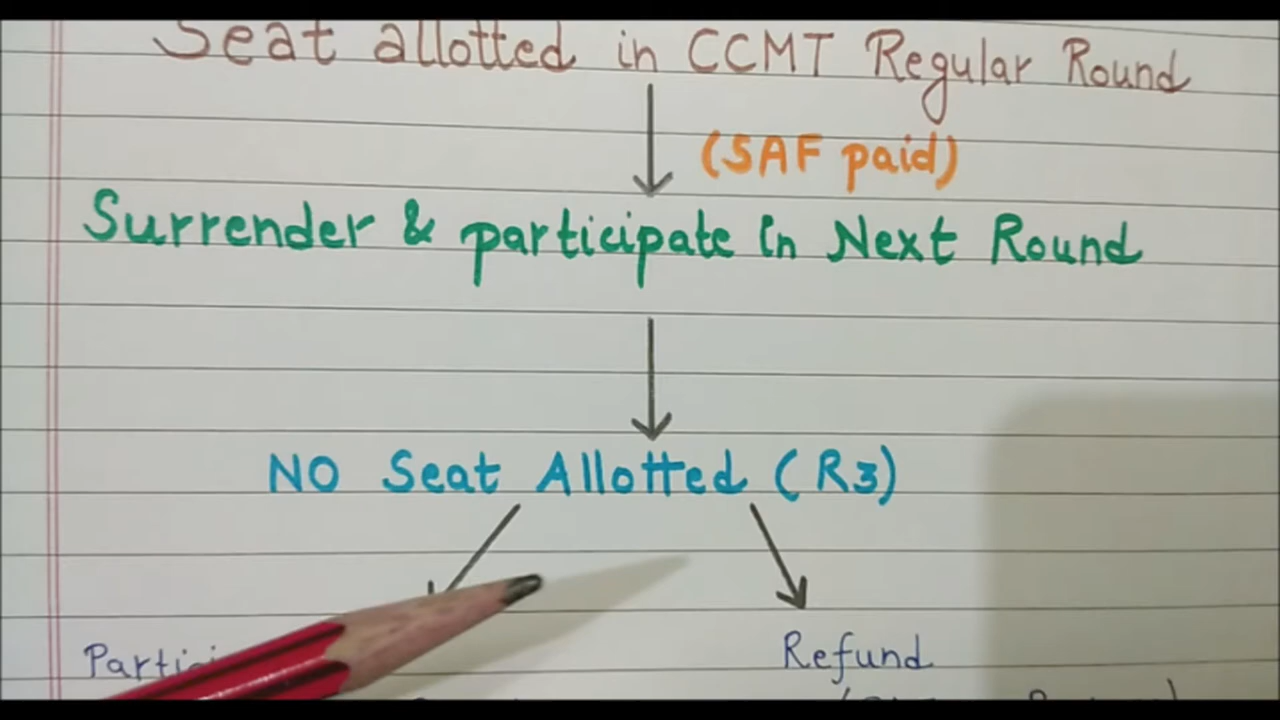 Seat allotted in CCMT Regular Round
(SAF paid)
Surrender & participate in Next Round
NO Seat Allotted (R3)
Refund